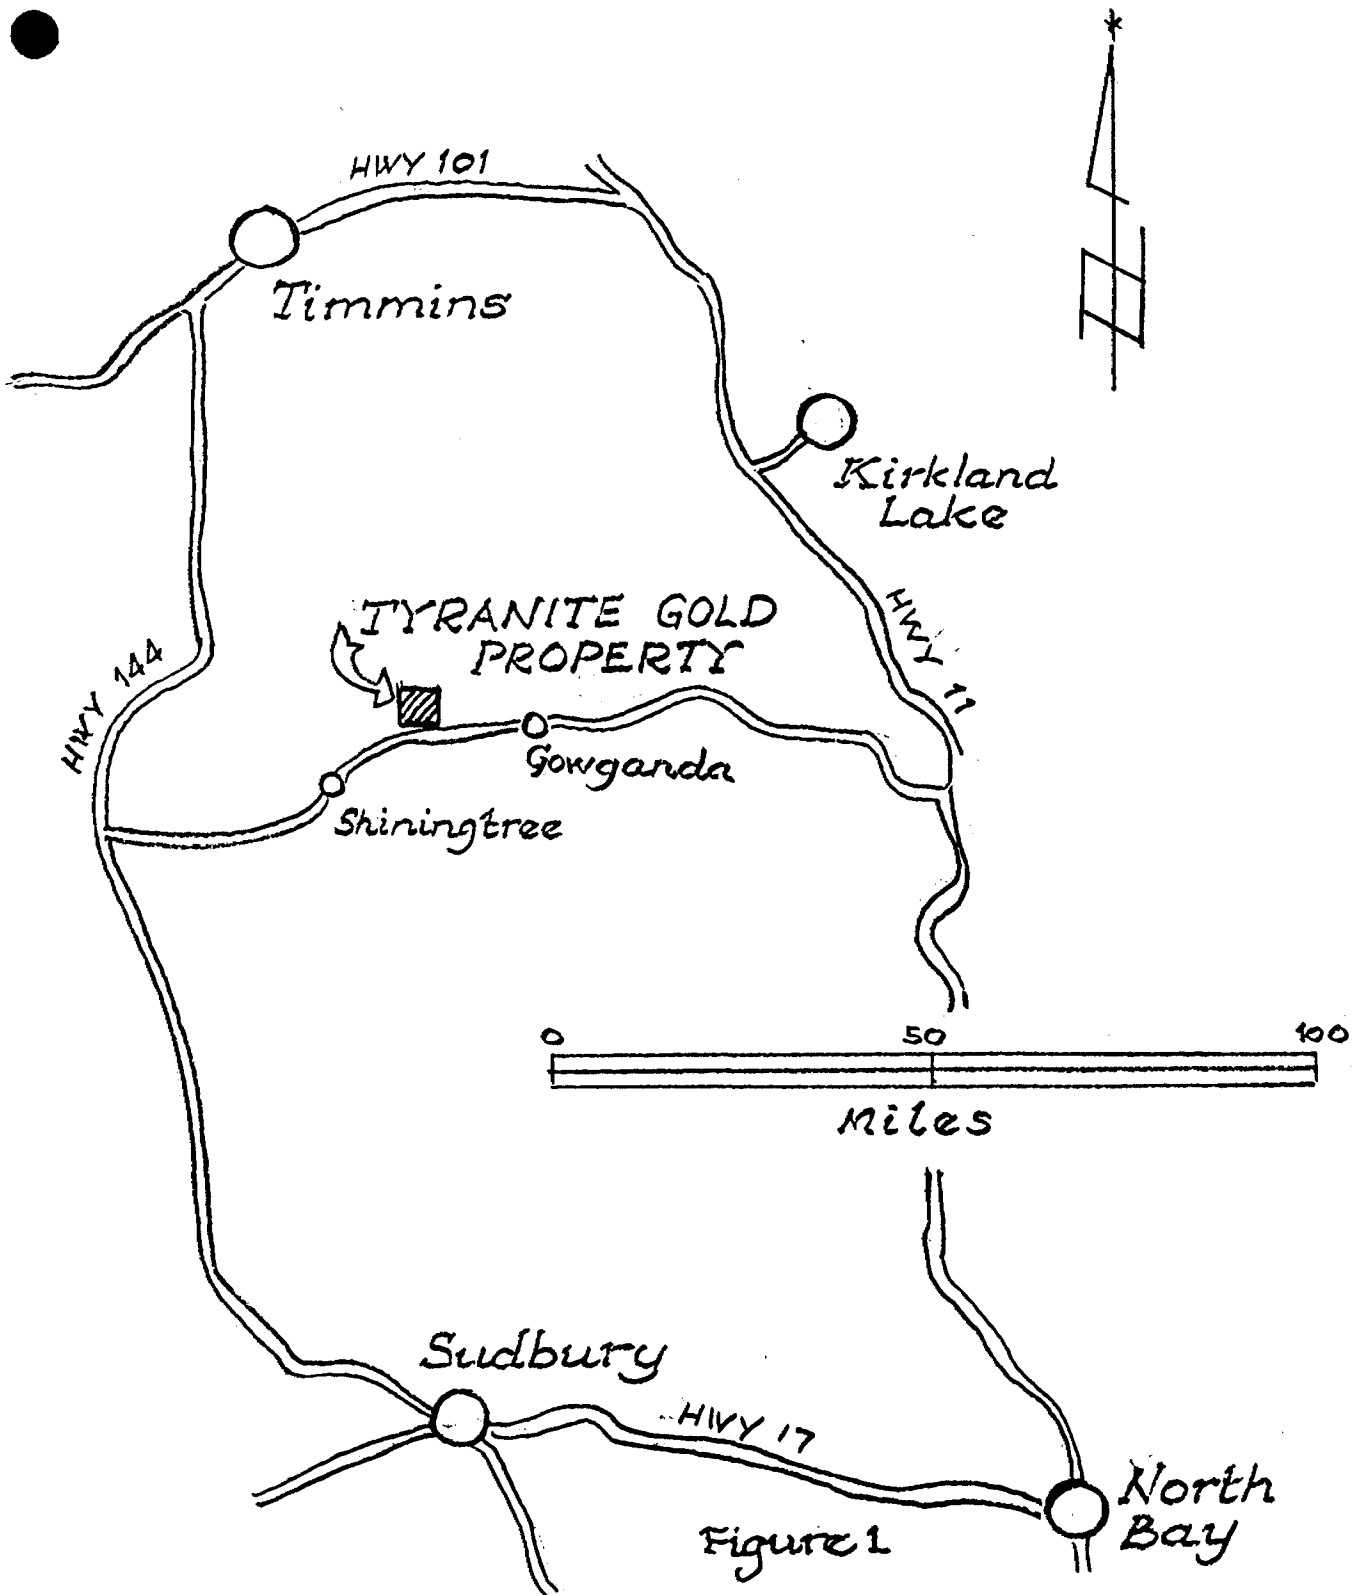 HWY 101
Timmins
Kirkland
Lake
TYRANITE GOLD
PROPERTY
HWY 11
HWY 144
Gowganda
Shiningtree
0 50 100
Miles
Sudbury
HWY 17
North
Bay
Figure 1